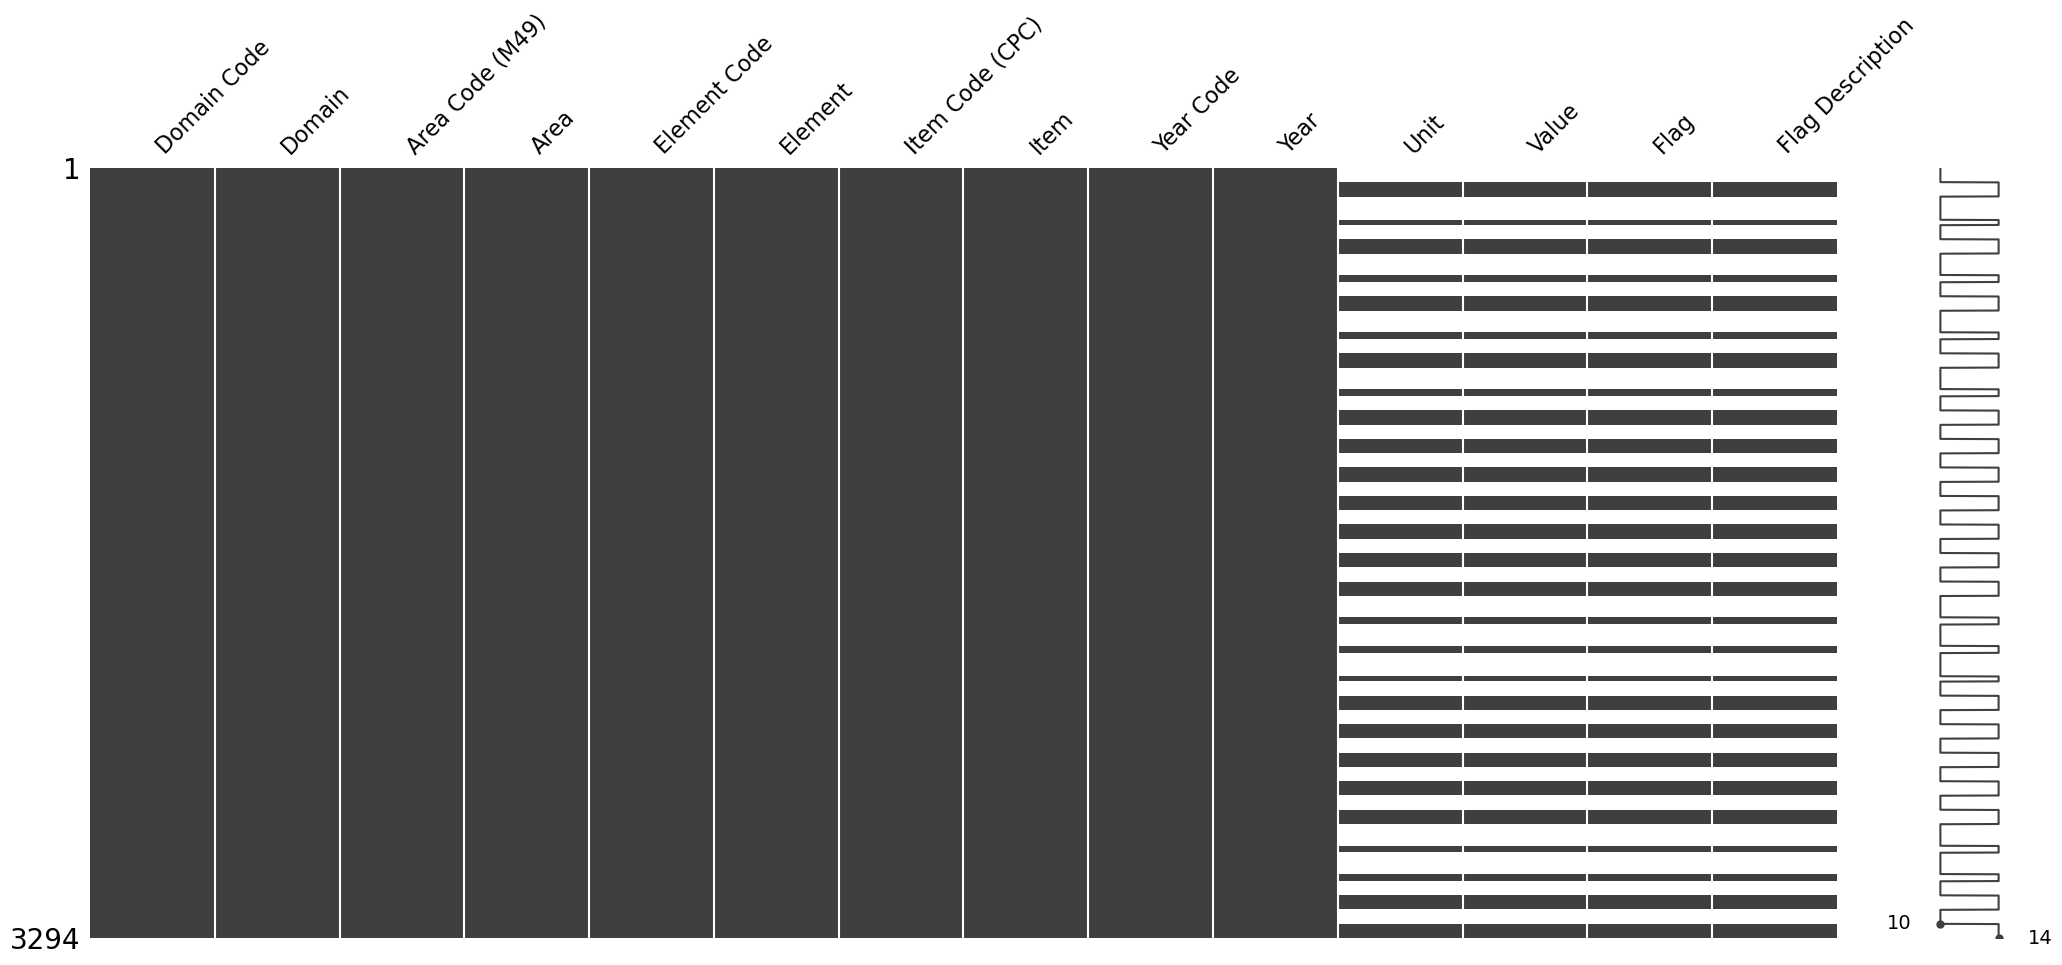 Domain Code
Domain
Area Code (M49)
Area
Element Code
Element
Item Code (CPC)
Item
Year Code
Year
Unit
Value
Flag
Flag Description
1
3294
10
14